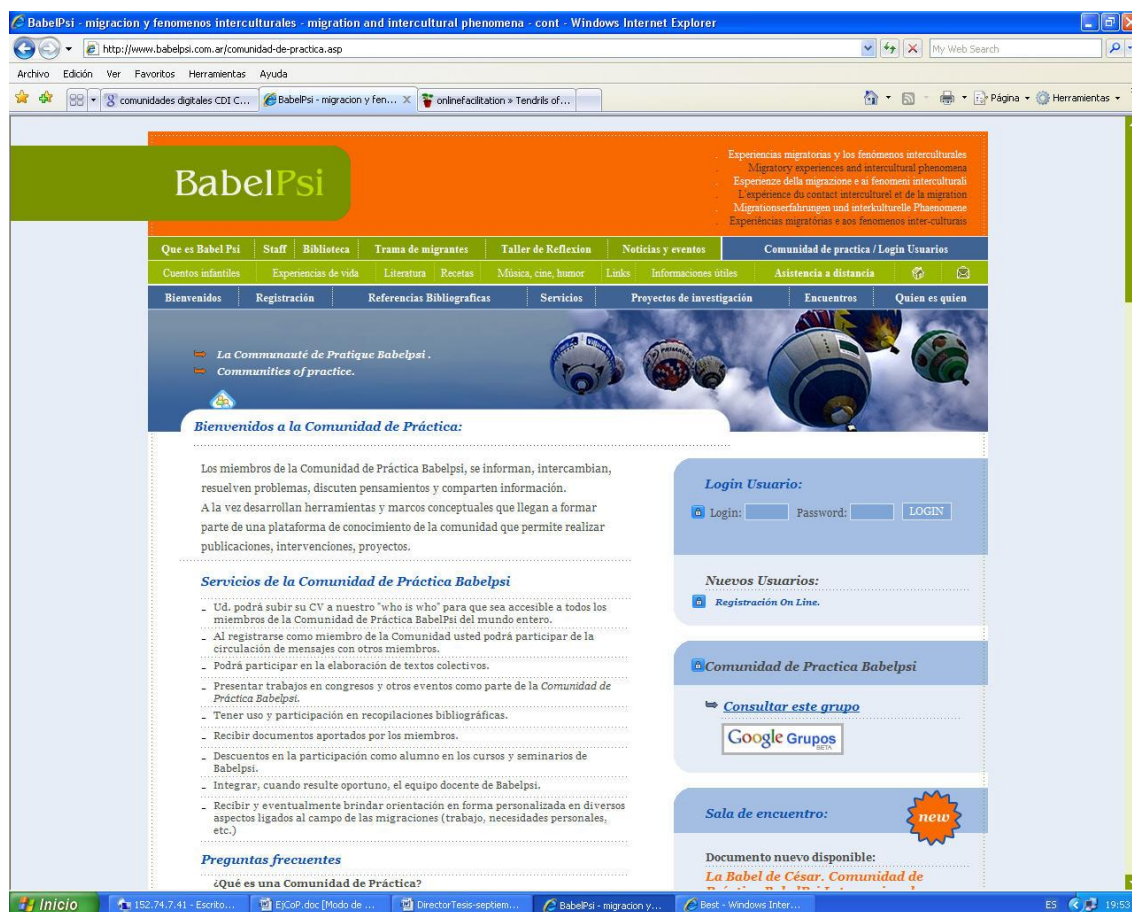 BabelPsi - migracion y fenomenos interculturales - migration and intercultural phenomena - cont - Windows Internet Explorer
http://www.babelpsi.com.ar/comunidad-de-practica.asp
My Web Search
Archivo Edición Ver Favoritos Herramientas Ayuda
comunidades digitales CDI C... BabelPsi - migracion y fen... onlinefacilitation » Tendrils of... Página Herramientas
BabelPsi
Experiencias migratorias y los fenómenos interculturales
Migratory experiences and intercultural phenomena
Esperienze della migrazione e ai fenomeni interculturali
L'expérience du contact interculturel et de la migration
Migrationserfahrungen und interkulturelle Phaenomene
Experiências migratórias e aos fenomenos inter-culturais
Que es Babel Psi Staff Biblioteca Trama de migrantes Taller de Reflexion Noticias y eventos Comunidad de practica / Login Usuarios
Cuentos infantiles Experiencias de vida Literatura Recetas Música, cine, humor Links Informaciones útiles Asistencia a distancia
Bienvenidos Registración Referencias Bibliograficas Servicios Proyectos de investigación Encuentros Quien es quien
La Communauté de Pratique Babelpsi .
Communities of practice.
Bienvenidos a la Comunidad de Práctica:
Los miembros de la Comunidad de Práctica Babelpsi, se informan, intercambian,
resuelven problemas, discuten pensamientos y comparten información.
A la vez desarrollan herramientas y marcos conceptuales que llegan a formar
parte de una plataforma de conocimiento de la comunidad que permite realizar
publicaciones, intervenciones, proyectos.
Servicios de la Comunidad de Práctica Babelpsi
- Ud. podrá subir su CV a nuestro "who is who" para que sea accesible a todos los
miembros de la Comunidad de Práctica BabelPsi del mundo entero.
- Al registrarse como miembro de la Comunidad usted podrá participar de la
circulación de mensajes con otros miembros.
- Podrá participar en la elaboración de textos colectivos.
- Presentar trabajos en congresos y otros eventos como parte de la Comunidad de
Práctica Babelpsi.
- Tener uso y participación en recopilaciones bibliográficas.
- Recibir documentos aportados por los miembros.
- Descuentos en la participación como alumno en los cursos y seminarios de
Babelpsi.
- Integrar, cuando resulte oportuno, el equipo docente de Babelpsi.
- Recibir y eventualmente brindar orientación en forma personalizada en diversos
aspectos ligados al campo de las migraciones (trabajo, necesidades personales,
etc.)
Preguntas frecuentes
¿Qué es una Comunidad de Práctica?
Login Usuario:
Login: Password: LOGIN
Nuevos Usuarios:
Registración On Line.
Comunidad de Practica Babelpsi
Consultar este grupo
Google Grupos
BETA
Sala de encuentro:
new
Documento nuevo disponible:
La Babel de César. Comunidad de
Inicio 152.74.7.41 - Escrito... EjCoP.doc [Modo de ... DirectorTesis-septiem... BabelPsi - migracion y... Best - Windows Inter... ES 19:53